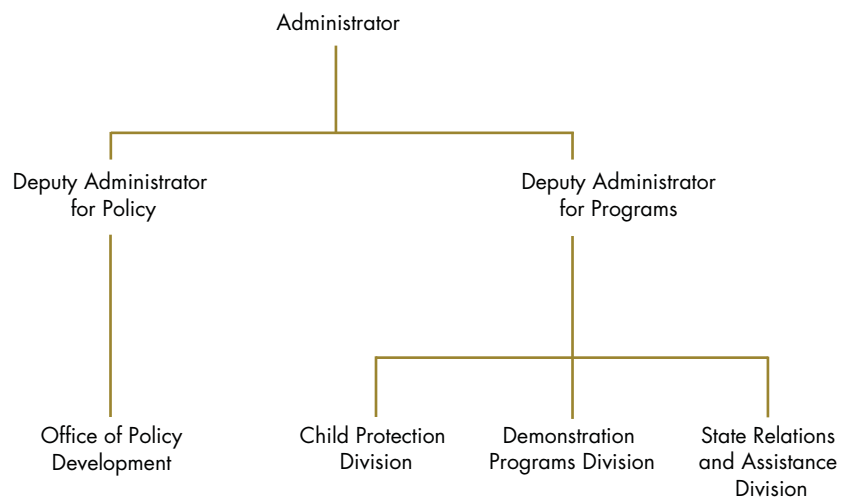 Administrator
Deputy Administrator
for Policy
Deputy Administrator
for Programs
Office of Policy
Development
Child Protection
Division
Demonstration
Programs Division
State Relations
and Assistance
Division